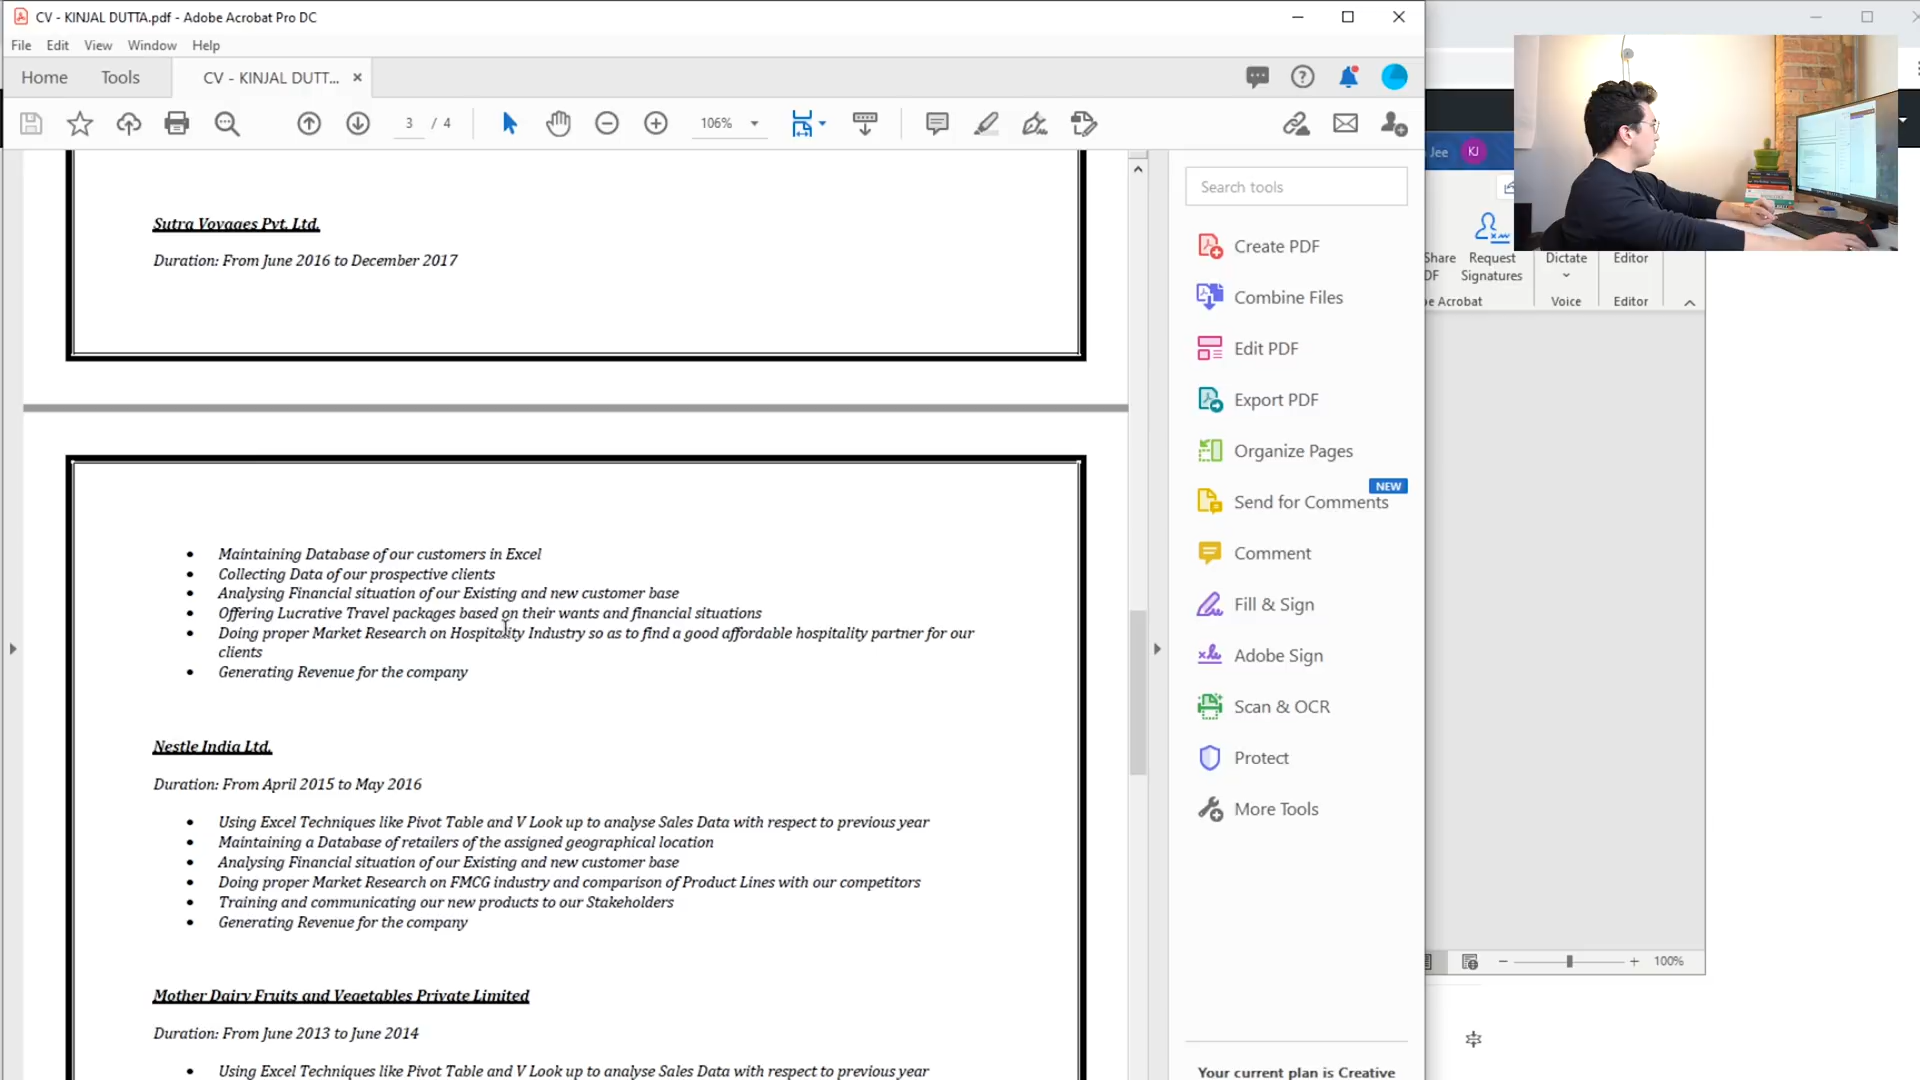 CV - KINJAL DUTTA.pdf - Adobe Acrobat Pro DC
File Edit View Window Help
Home Tools CV - KINJAL DUTT...
3 / 4 106%
Jee KJ
Sutra Voyages Pvt. Ltd.
Duration: From June 2016 to December 2017
Maintaining Database of our customers in Excel
Collecting Data of our prospective clients
Analysing Financial situation of our Existing and new customer base
Offering Lucrative Travel packages based on their wants and financial situations
Doing proper Market Research on Hospitality Industry so as to find a good affordable hospitality partner for our
clients
Generating Revenue for the company
Nestle India Ltd.
Duration: From April 2015 to May 2016
Using Excel Techniques like Pivot Table and V Look up to analyse Sales Data with respect to previous year
Maintaining a Database of retailers of the assigned geographical location
Analysing Financial situation of our Existing and new customer base
Doing proper Market Research on FMCG industry and comparison of Product Lines with our competitors
Training and communicating our new products to our Stakeholders
Generating Revenue for the company
Mother Dairy Fruits and Vegetables Private Limited
Duration: From June 2013 to June 2014
Using Excel Techniques like Pivot Table and V Look up to analyse Sales Data with respect to previous year
Search tools
Create PDF
Combine Files
Edit PDF
Export PDF
Organize Pages
NEW
Send for Comments
Comment
Fill & Sign
Adobe Sign
Scan & OCR
Protect
More Tools
Your current plan is Creative
Share Request Dictate Editor
DF Signatures
e Acrobat Voice Editor
100%